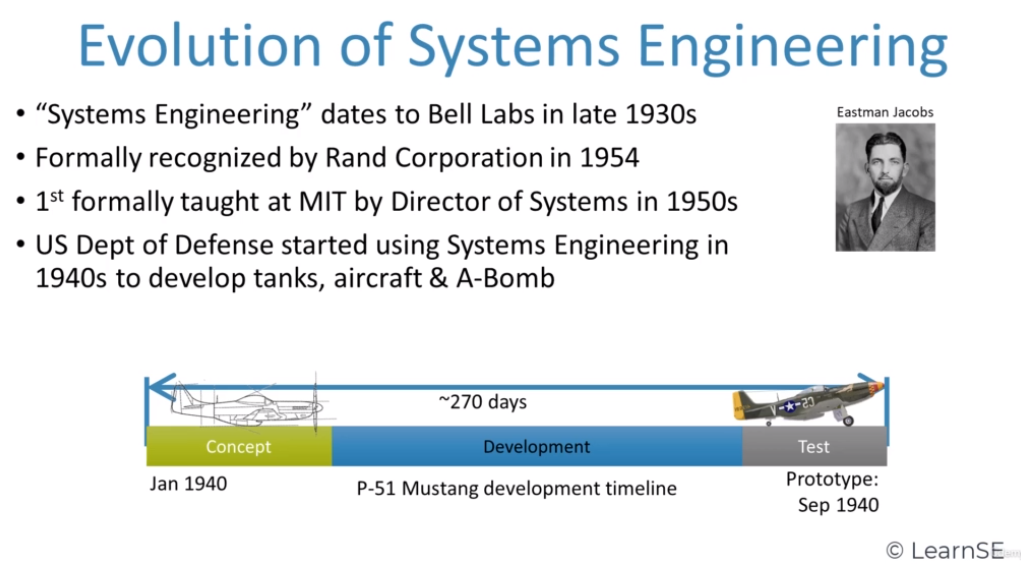 Evolution of Systems Engineering
• “Systems Engineering” dates to Bell Labs in late 1930s
• Formally recognized by Rand Corporation in 1954
• 1st formally taught at MIT by Director of Systems in 1950s
• US Dept of Defense started using Systems Engineering in
1940s to develop tanks, aircraft & A-Bomb
Eastman Jacobs
~270 days
Concept
Development
Test
Jan 1940
P-51 Mustang development timeline
Prototype:
Sep 1940
© LearnSE